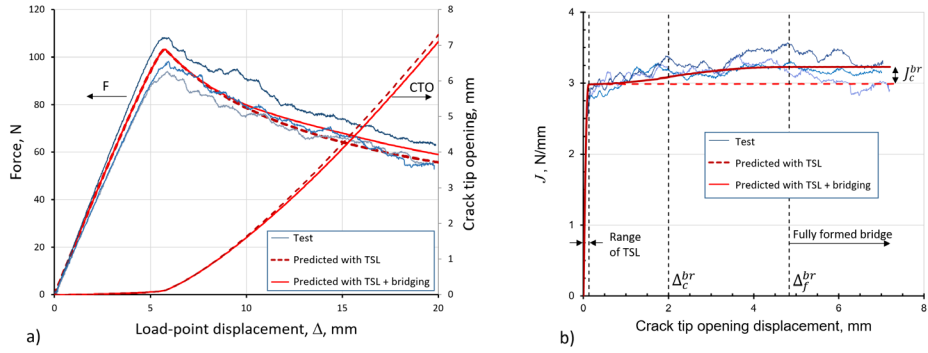 120
100
80
60
40
20
0
Force, N
0
5
10
15
20
Load-point displacement, Δ, mm
8
7
6
5
4
3
2
1
0
Crack tip opening, mm
F
CTO
Test
Predicted with TSL
Predicted with TSL + bridging
a)
4
3
2
1
0
J, N/mm
0
2
4
6
8
Crack tip opening displacement, mm
J_c^{br}
Test
Predicted with TSL
Predicted with TSL + bridging
Range
of TSL
Fully formed bridge
Δ_c^{br}
Δ_f^{br}
b)